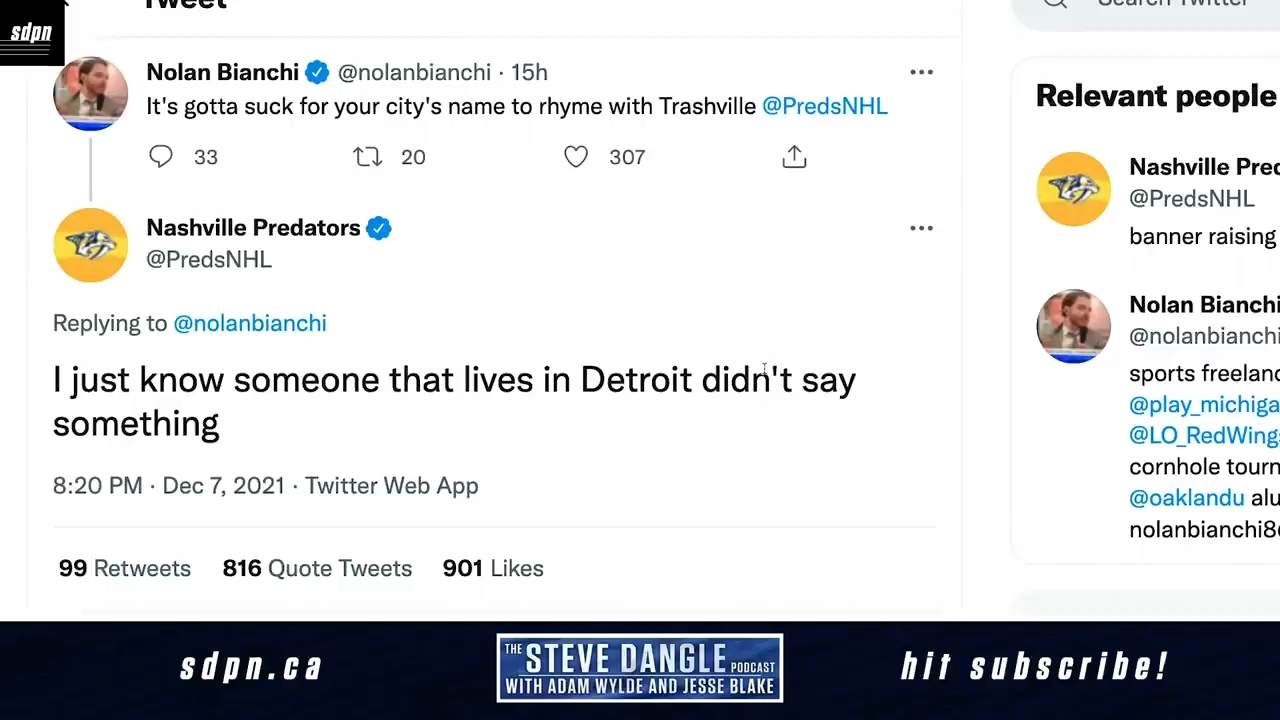 sdpn
Tweet
Search Twitter
Nolan Bianchi @nolanbianchi · 15h
It's gotta suck for your city's name to rhyme with Trashville @PredsNHL
33 20 307
Nashville Predators
@PredsNHL
Replying to @nolanbianchi
I just know someone that lives in Detroit didn't say
something
8:20 PM · Dec 7, 2021 · Twitter Web App
99 Retweets 816 Quote Tweets 901 Likes
Relevant people
Nashville Pred
@PredsNHL
banner raising
Nolan Bianchi
@nolanbianchi
sports freelanc
@play_michiga
@LO_RedWing
cornhole tourn
@oaklandu alu
nolanbianchi8
sdpn.ca
THE STEVE DANGLE PODCAST
WITH ADAM WYLDE AND JESSE BLAKE
hit subscribe!